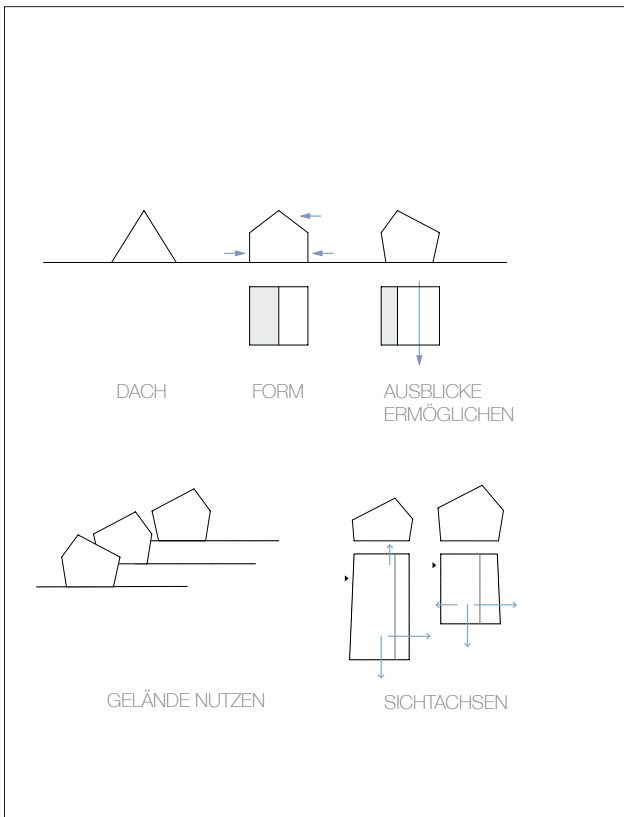 DACH
FORM
AUSBLICKE
ERMÖGLICHEN
GELÄNDE NUTZEN
SICHTACHSEN